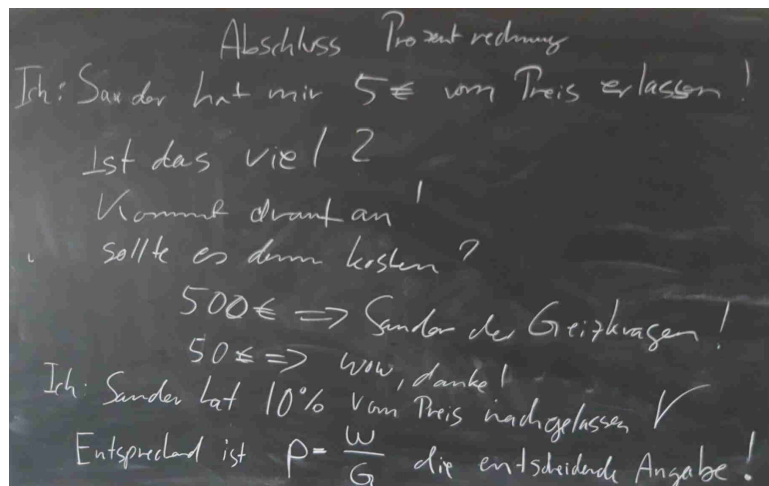 Abschluss Prozentrechnung
Ich: Sander hat mir 5€ vom Preis erlassen!
Ist das viel?
Kommt drauf an!
sollte es denn kosten?
500€ => Sander der Geizkragen!
50€ => wow, danke!
Ich: Sander hat 10% vom Preis nachgelassen ✓
Entsprechend ist p = W/G die entscheidende Angabe!